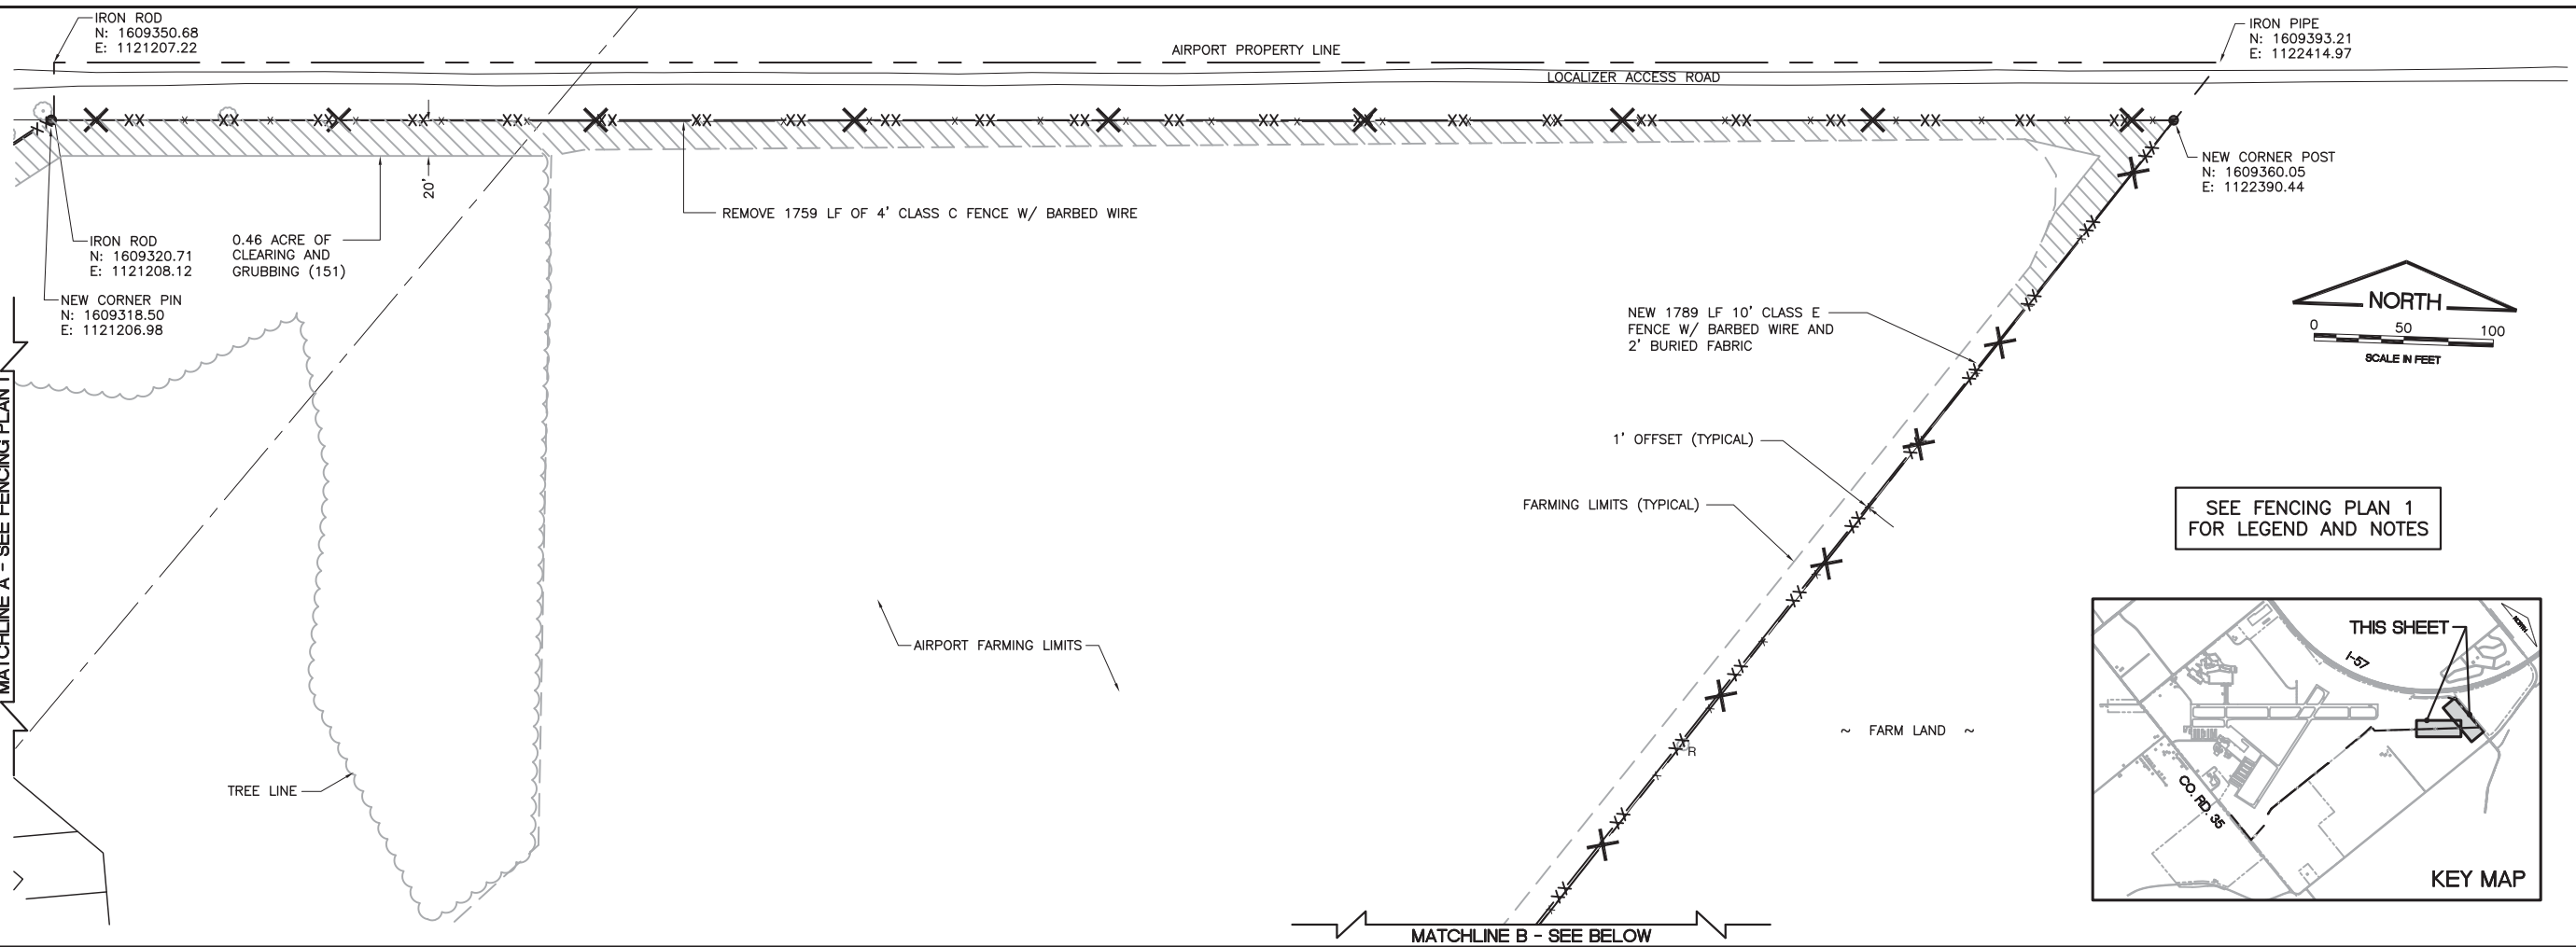 IRON ROD
N: 1609350.68
E: 1121207.22
AIRPORT PROPERTY LINE
IRON PIPE
N: 1609393.21
E: 1122414.97
LOCALIZER ACCESS ROAD
20'
REMOVE 1759 LF OF 4' CLASS C FENCE W/ BARBED WIRE
NEW CORNER POST
N: 1609360.05
E: 1122390.44
IRON ROD
N: 1609320.71
E: 1121208.12
0.46 ACRE OF
CLEARING AND
GRUBBING (151)
NEW CORNER PIN
N: 1609318.50
E: 1121206.98
NEW 1789 LF 10' CLASS E
FENCE W/ BARBED WIRE AND
2' BURIED FABRIC
NORTH
0 50 100
SCALE IN FEET
MATCHLINE A - SEE FENCING PLAN 1
1' OFFSET (TYPICAL)
FARMING LIMITS (TYPICAL)
SEE FENCING PLAN 1
FOR LEGEND AND NOTES
AIRPORT FARMING LIMITS
~ FARM LAND ~
R
TREE LINE
THIS SHEET
NORTH
I-57
CO. RD. 35
KEY MAP
MATCHLINE B - SEE BELOW